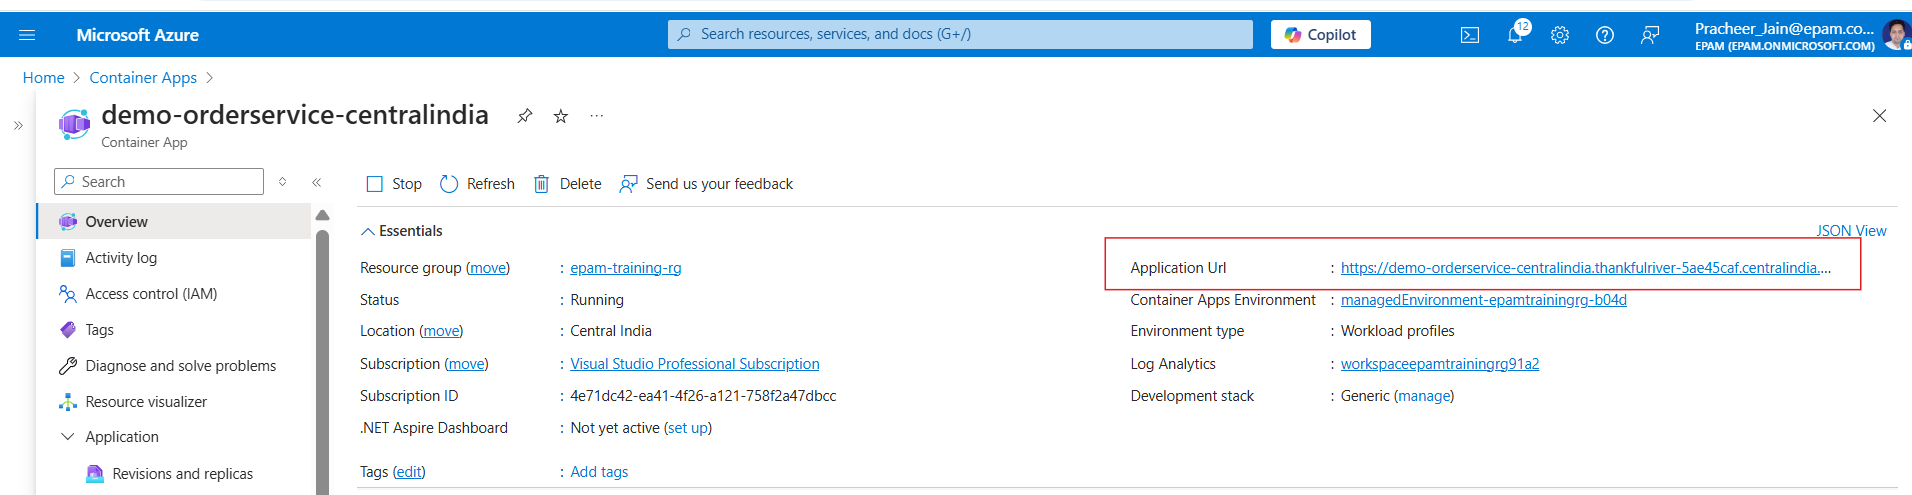 Microsoft Azure
Search resources, services, and docs (G+/)
Copilot
12
Pracheer_Jain@epam.co...
EPAM (EPAM.ONMICROSOFT.COM)
Home > Container Apps >
demo-orderservice-centralindia
Container App
Search
Stop Refresh Delete Send us your feedback
Overview
Activity log
Access control (IAM)
Tags
Diagnose and solve problems
Resource visualizer
Application
Revisions and replicas
Essentials
JSON View
Resource group (move) : epam-training-rg
Status : Running
Location (move) : Central India
Subscription (move) : Visual Studio Professional Subscription
Subscription ID : 4e71dc42-ea41-4f26-a121-758f2a47dbcc
.NET Aspire Dashboard : Not yet active (set up)
Tags (edit) : Add tags
Application Url : https://demo-orderservice-centralindia.thankfulriver-5ae45caf.centralindia....
Container Apps Environment : managedEnvironment-epamtrainingrg-b04d
Environment type : Workload profiles
Log Analytics : workspaceepamtrainingrg91a2
Development stack : Generic (manage)